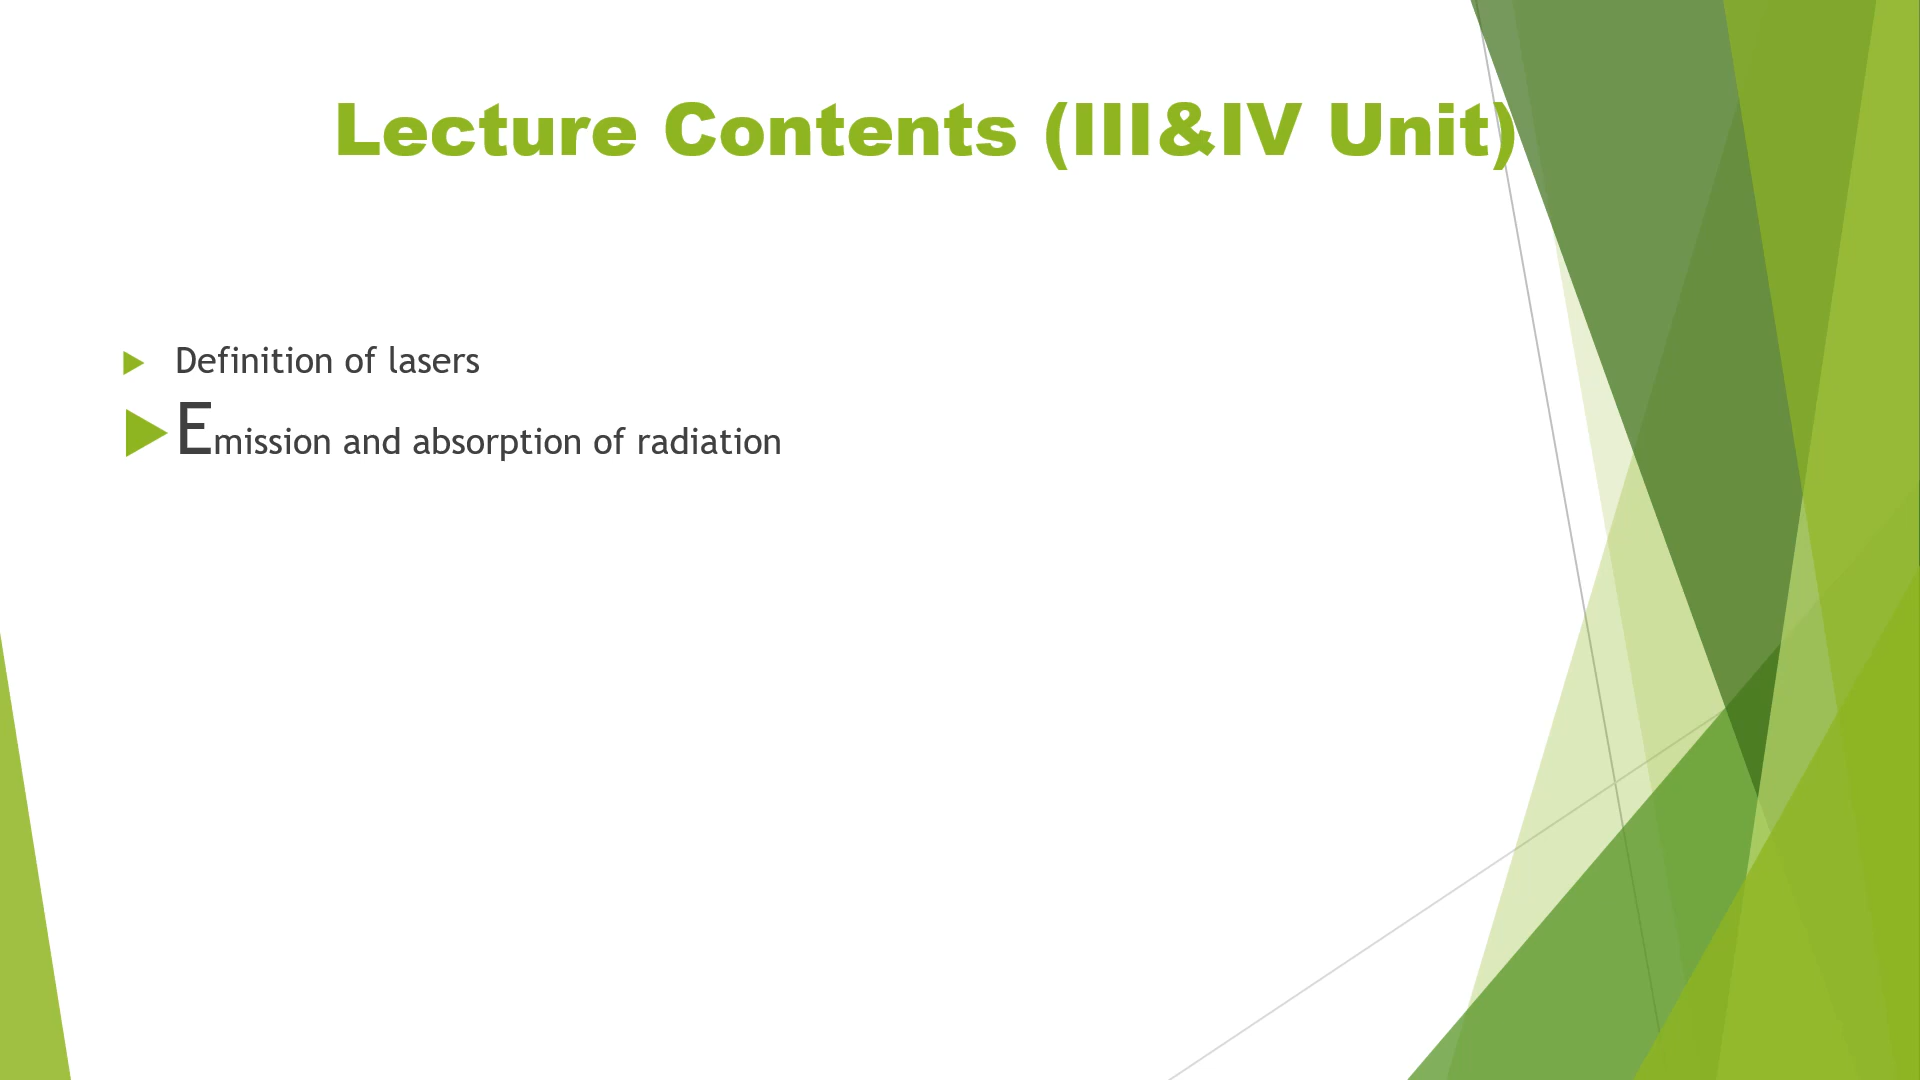 Lecture Contents (III&IV Unit)
Definition of lasers
Emission and absorption of radiation